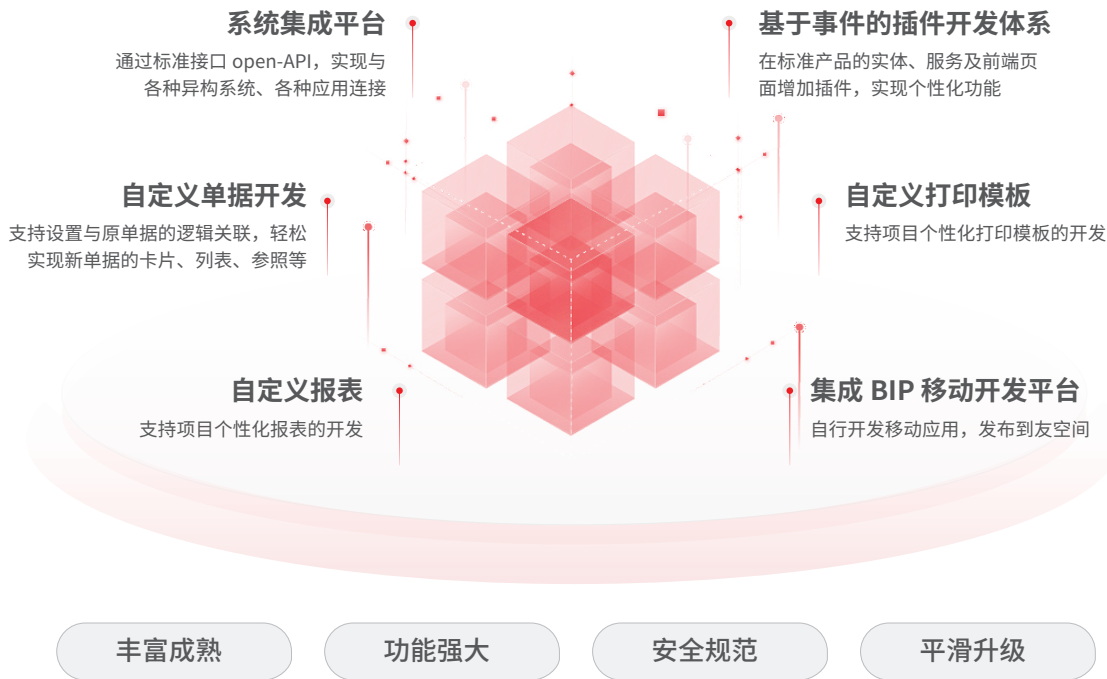 系统集成平台
通过标准接口 open-API，实现与
各种异构系统、各种应用连接
基于事件的插件开发体系
在标准产品的实体、服务及前端页
面增加插件，实现个性化功能
自定义单据开发
支持设置与原单据的逻辑关联，轻松
实现新单据的卡片、列表、参照等
自定义打印模板
支持项目个性化打印模板的开发
自定义报表
支持项目个性化报表的开发
集成 BIP 移动开发平台
自行开发移动应用，发布到友空间
丰富成熟
功能强大
安全规范
平滑升级